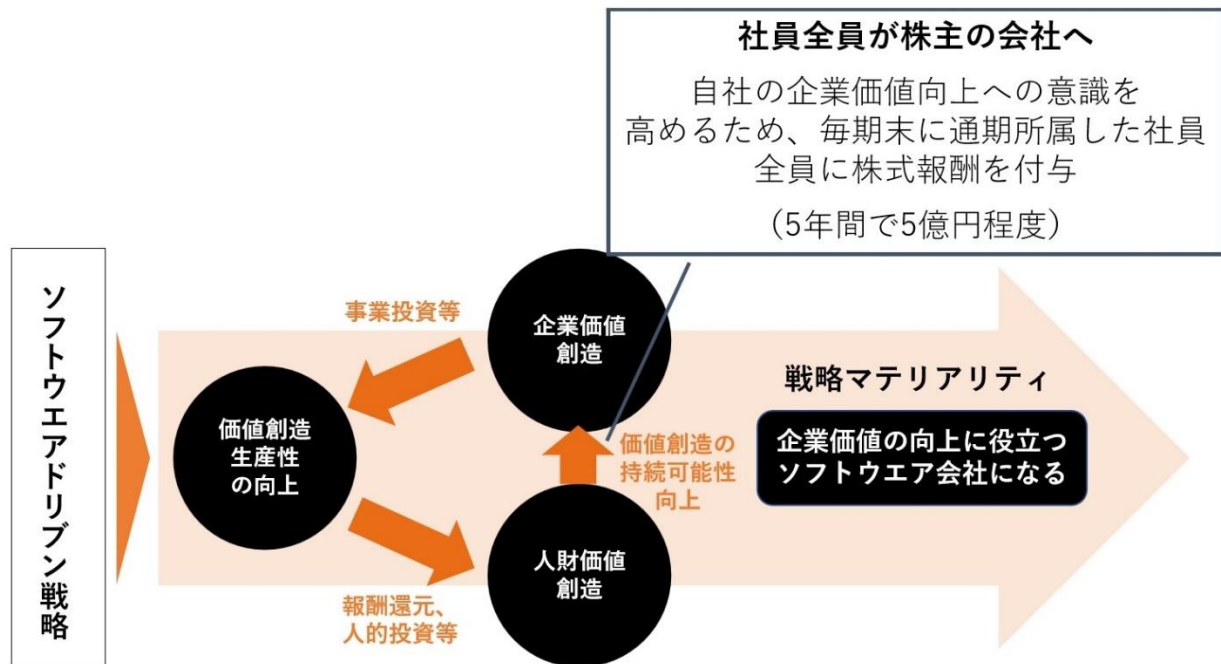 社員全員が株主の会社へ
自社の企業価値向上への意識を
高めるため、毎期末に通期所属した社員
全員に株式報酬を付与
（5年間で5億円程度）
ソフトウエアドリブン戦略
事業投資等
企業価値
創造
価値創造
生産性
の向上
価値創造の
持続可能性
向上
戦略マテリアリティ
企業価値の向上に役立つ
ソフトウエア会社になる
人財価値
創造
報酬還元、
人的投資等